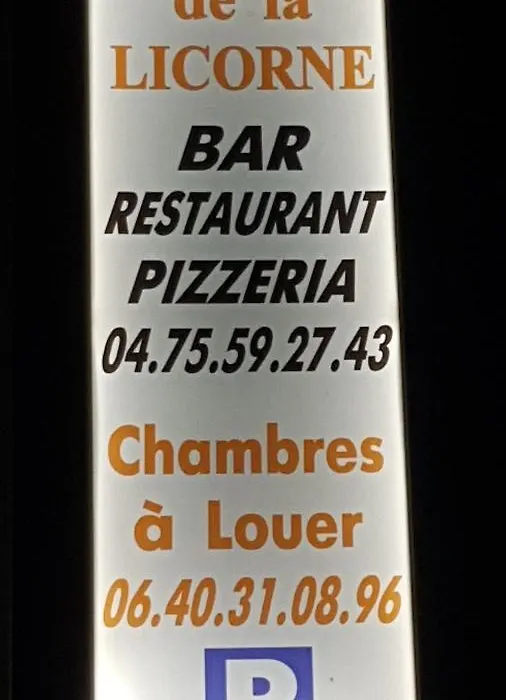 de la
LICORNE
BAR
RESTAURANT
PIZZERIA
04.75.59.27.43
Chambres
à Louer
06.40.31.08.96
P